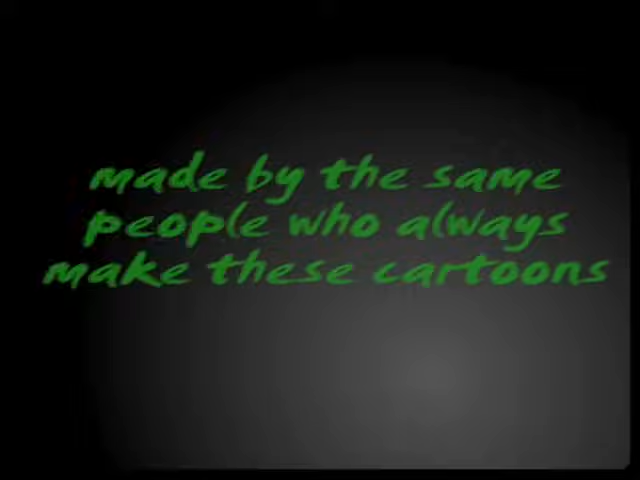 made by the same
people who always
make these cartoons